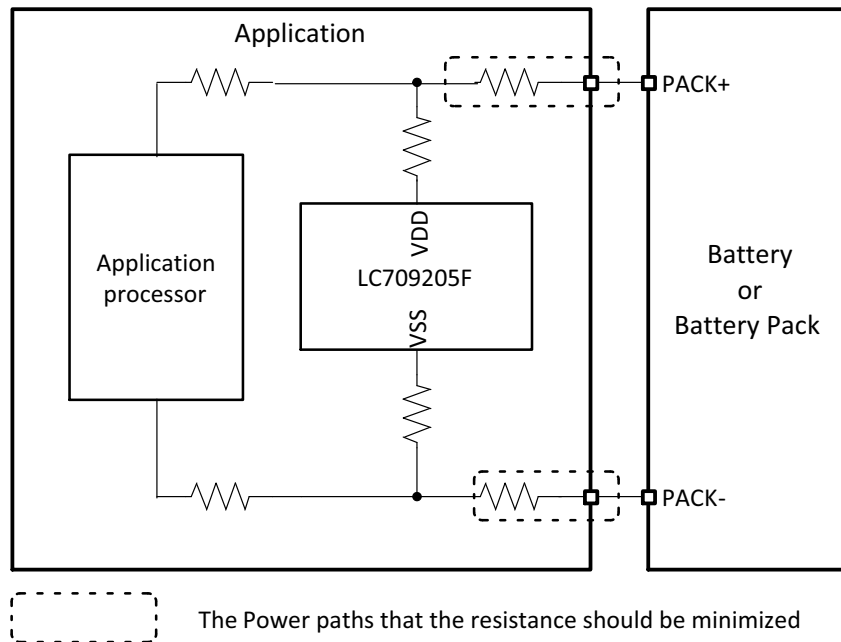 Application
PACK+
VDD
Application
processor
LC709205F
VSS
Battery
or
Battery Pack
PACK-
The Power paths that the resistance should be minimized